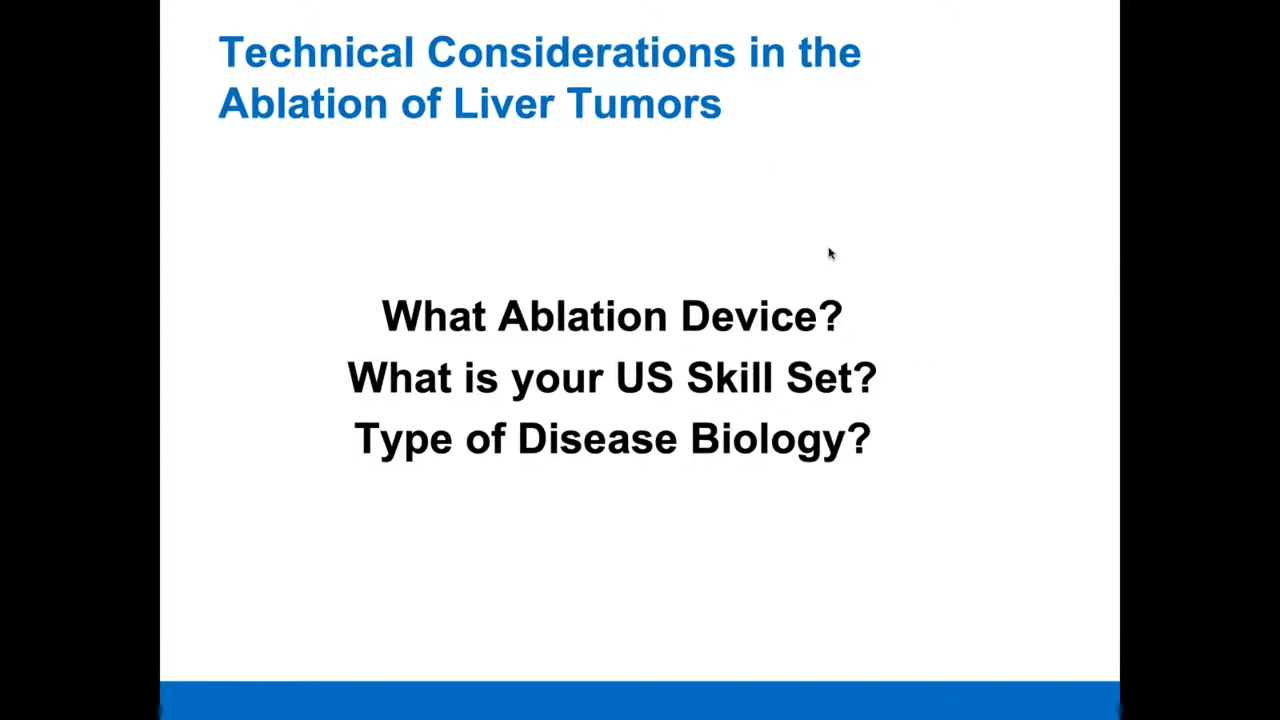 Technical Considerations in the
Ablation of Liver Tumors
What Ablation Device?
What is your US Skill Set?
Type of Disease Biology?